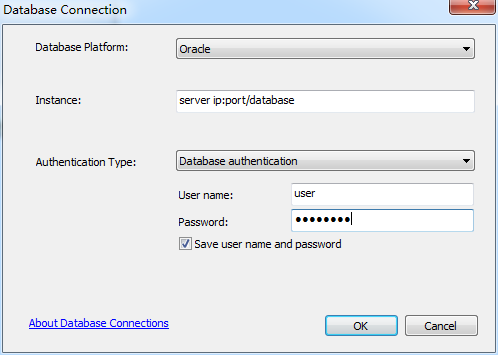 Database Connection
Database Platform: Oracle
Instance: server ip:port/database
Authentication Type: Database authentication
User name: user
Password: ●●●●●●●●
Save user name and password
About Database Connections OK Cancel